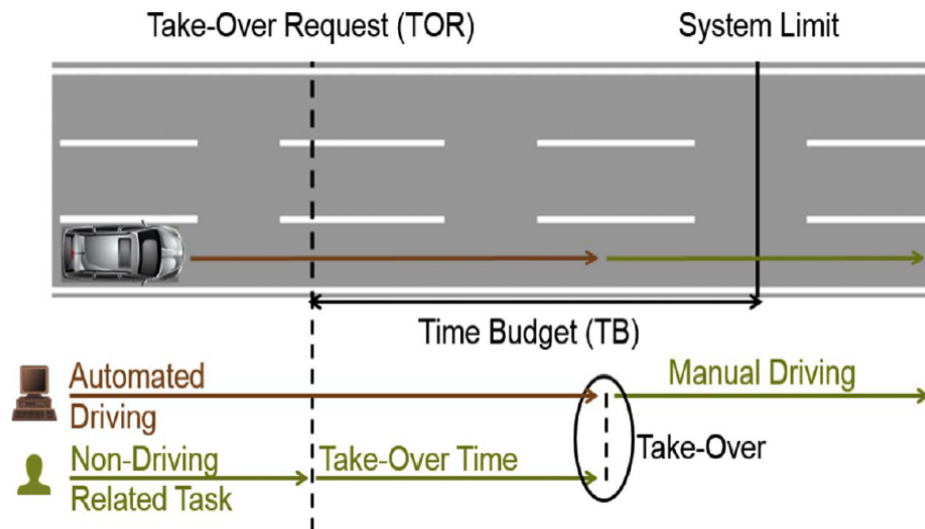 Take-Over Request (TOR)
System Limit
Time Budget (TB)
Automated
Driving
Manual Driving
Take-Over
Non-Driving
Related Task
Take-Over Time